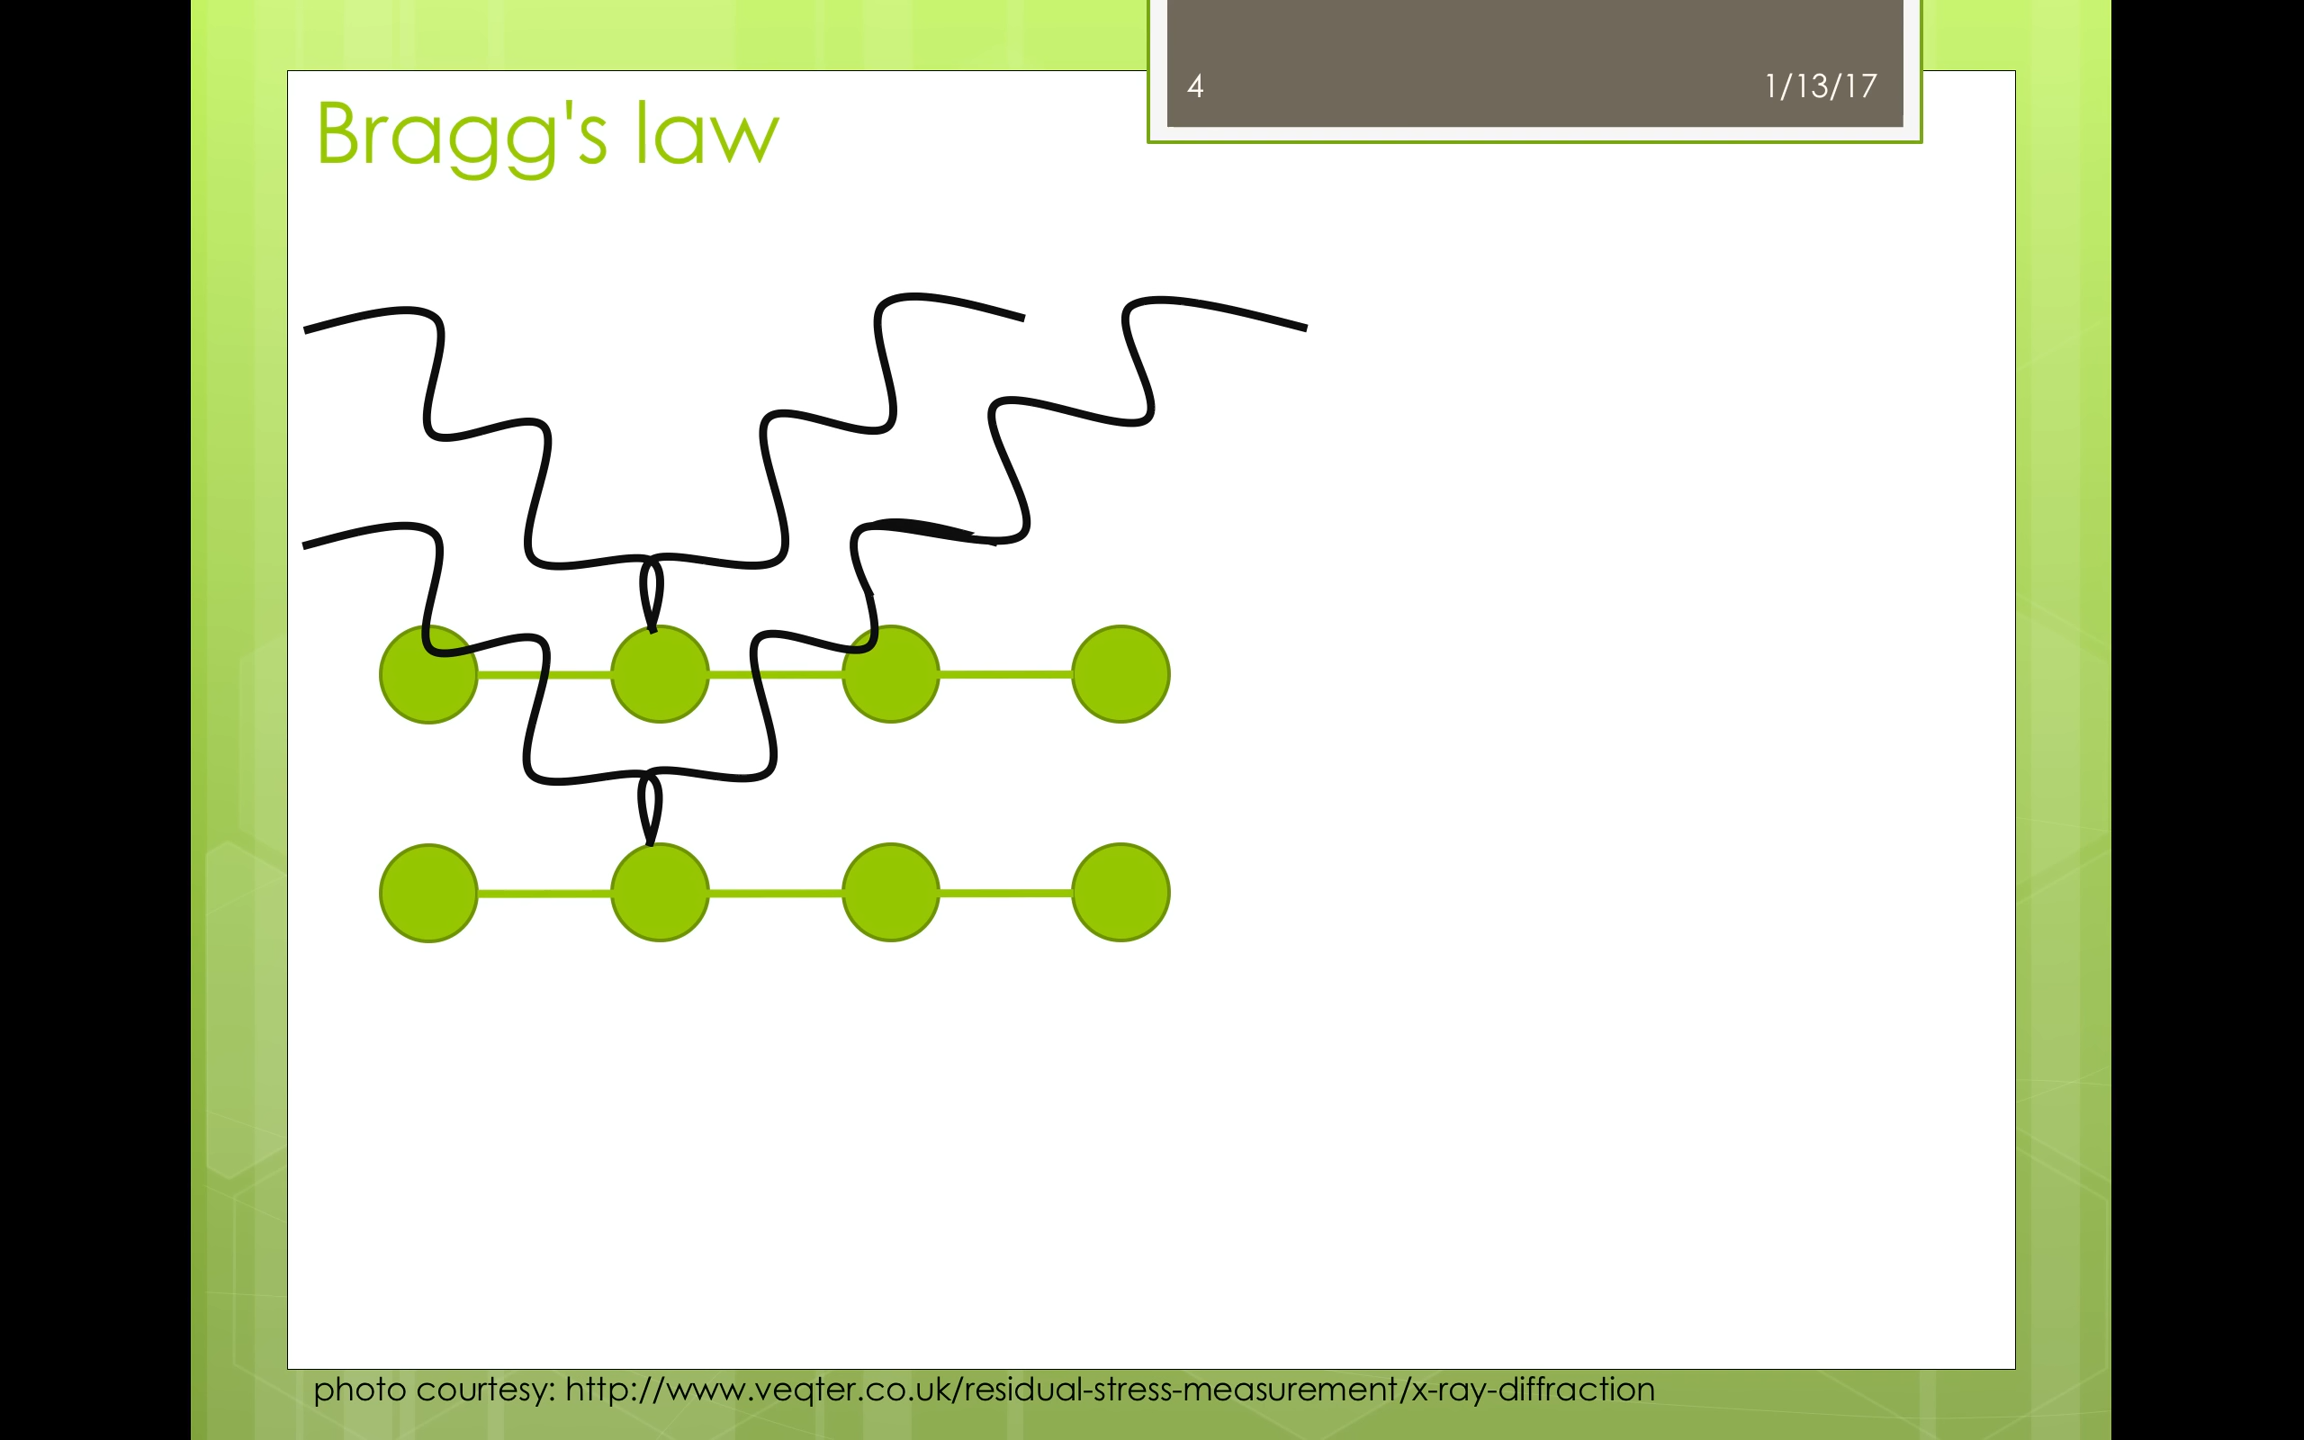 4
1/13/17
Bragg's law
photo courtesy: http://www.veqter.co.uk/residual-stress-measurement/x-ray-diffraction